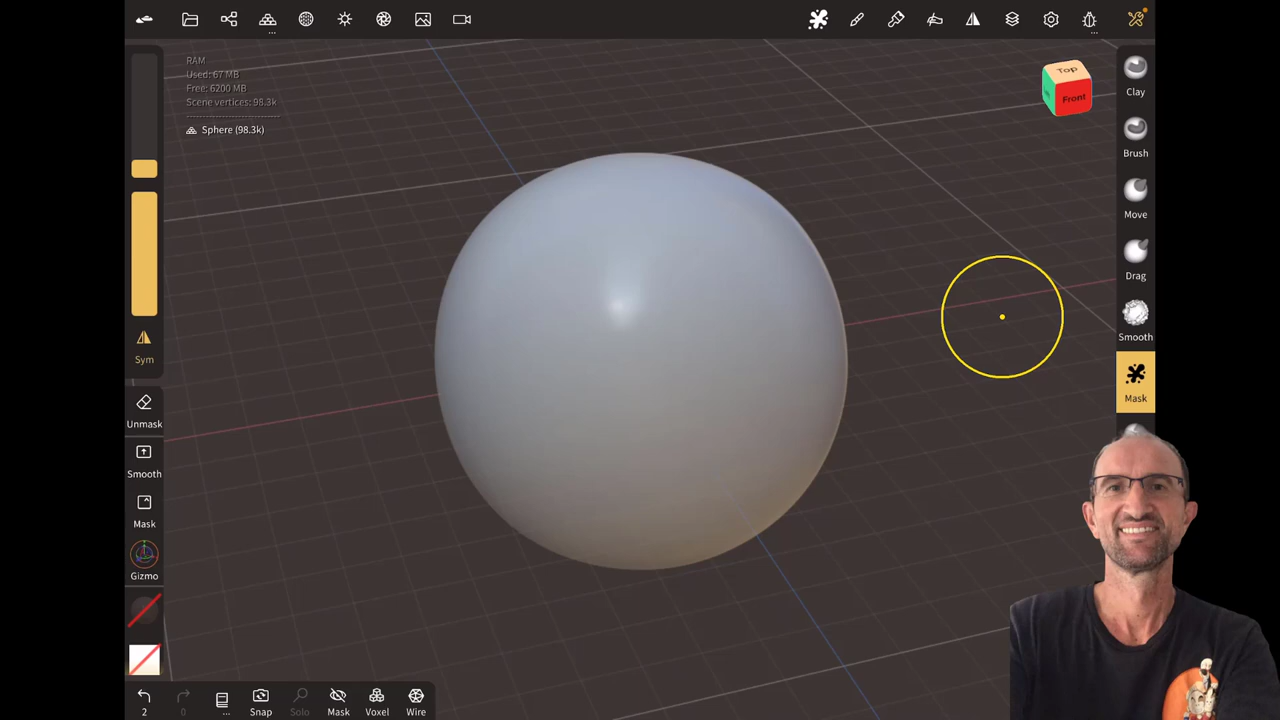 RAM
Used: 67 MB
Free: 6200 MB
Scene vertices: 98.3k
Sphere (98.3k)
Top
Front
Clay
Brush
Move
Drag
Smooth
Mask
Sym
Unmask
Smooth
Mask
Gizmo
2
0
...
Snap
Solo
Mask
Voxel
Wire